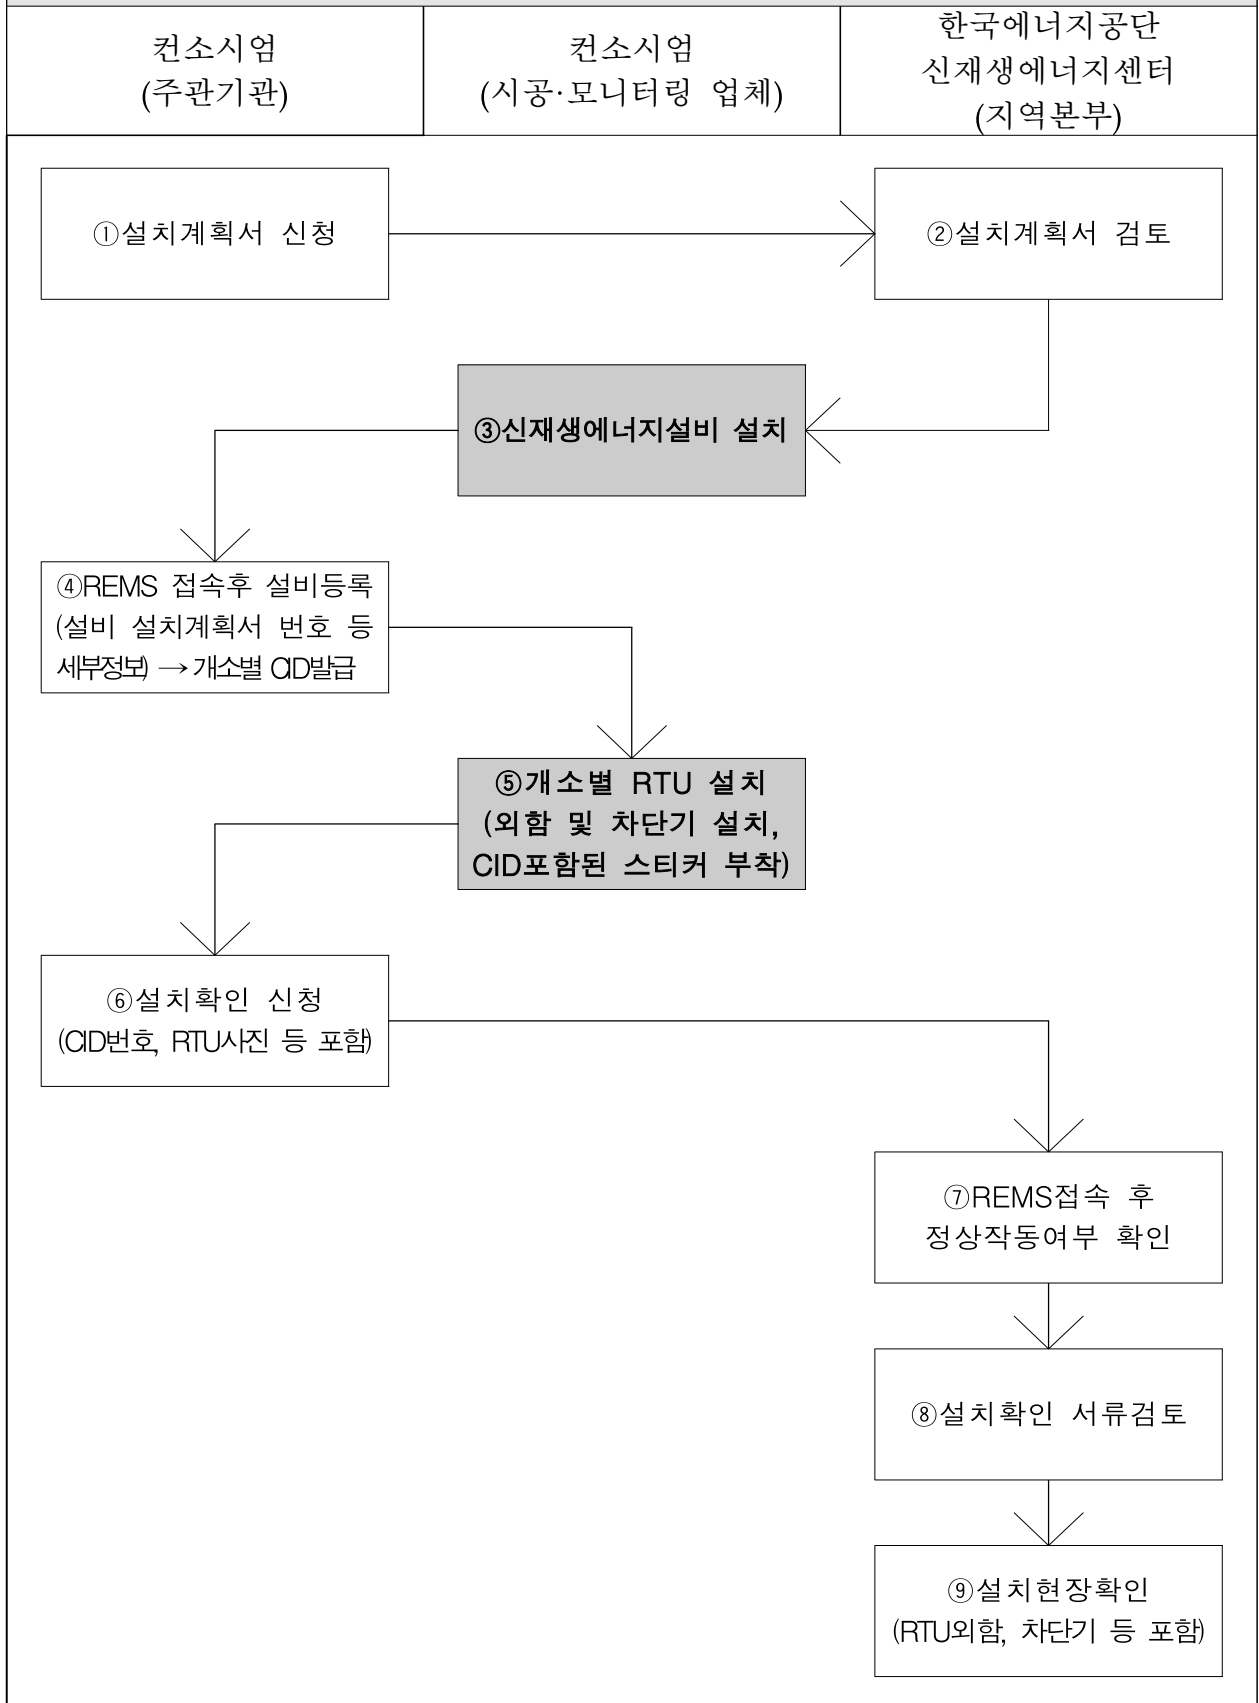 컨소시엄
(주관기관)
컨소시엄
(시공·모니터링 업체)
한국에너지공단
신재생에너지센터
(지역본부)
①설치계획서 신청
②설치계획서 검토
③신재생에너지설비 설치
④REMS 접속후 설비등록
(설비 설치계획서 번호 등
세부정보) → 개소별 CID발급
⑤개소별 RTU 설치
(외함 및 차단기 설치,
CID포함된 스티커 부착)
⑥설치확인 신청
(CID번호, RTU사진 등 포함)
⑦REMS접속 후
정상작동여부 확인
⑧설치확인 서류검토
⑨설치현장확인
(RTU외함, 차단기 등 포함)